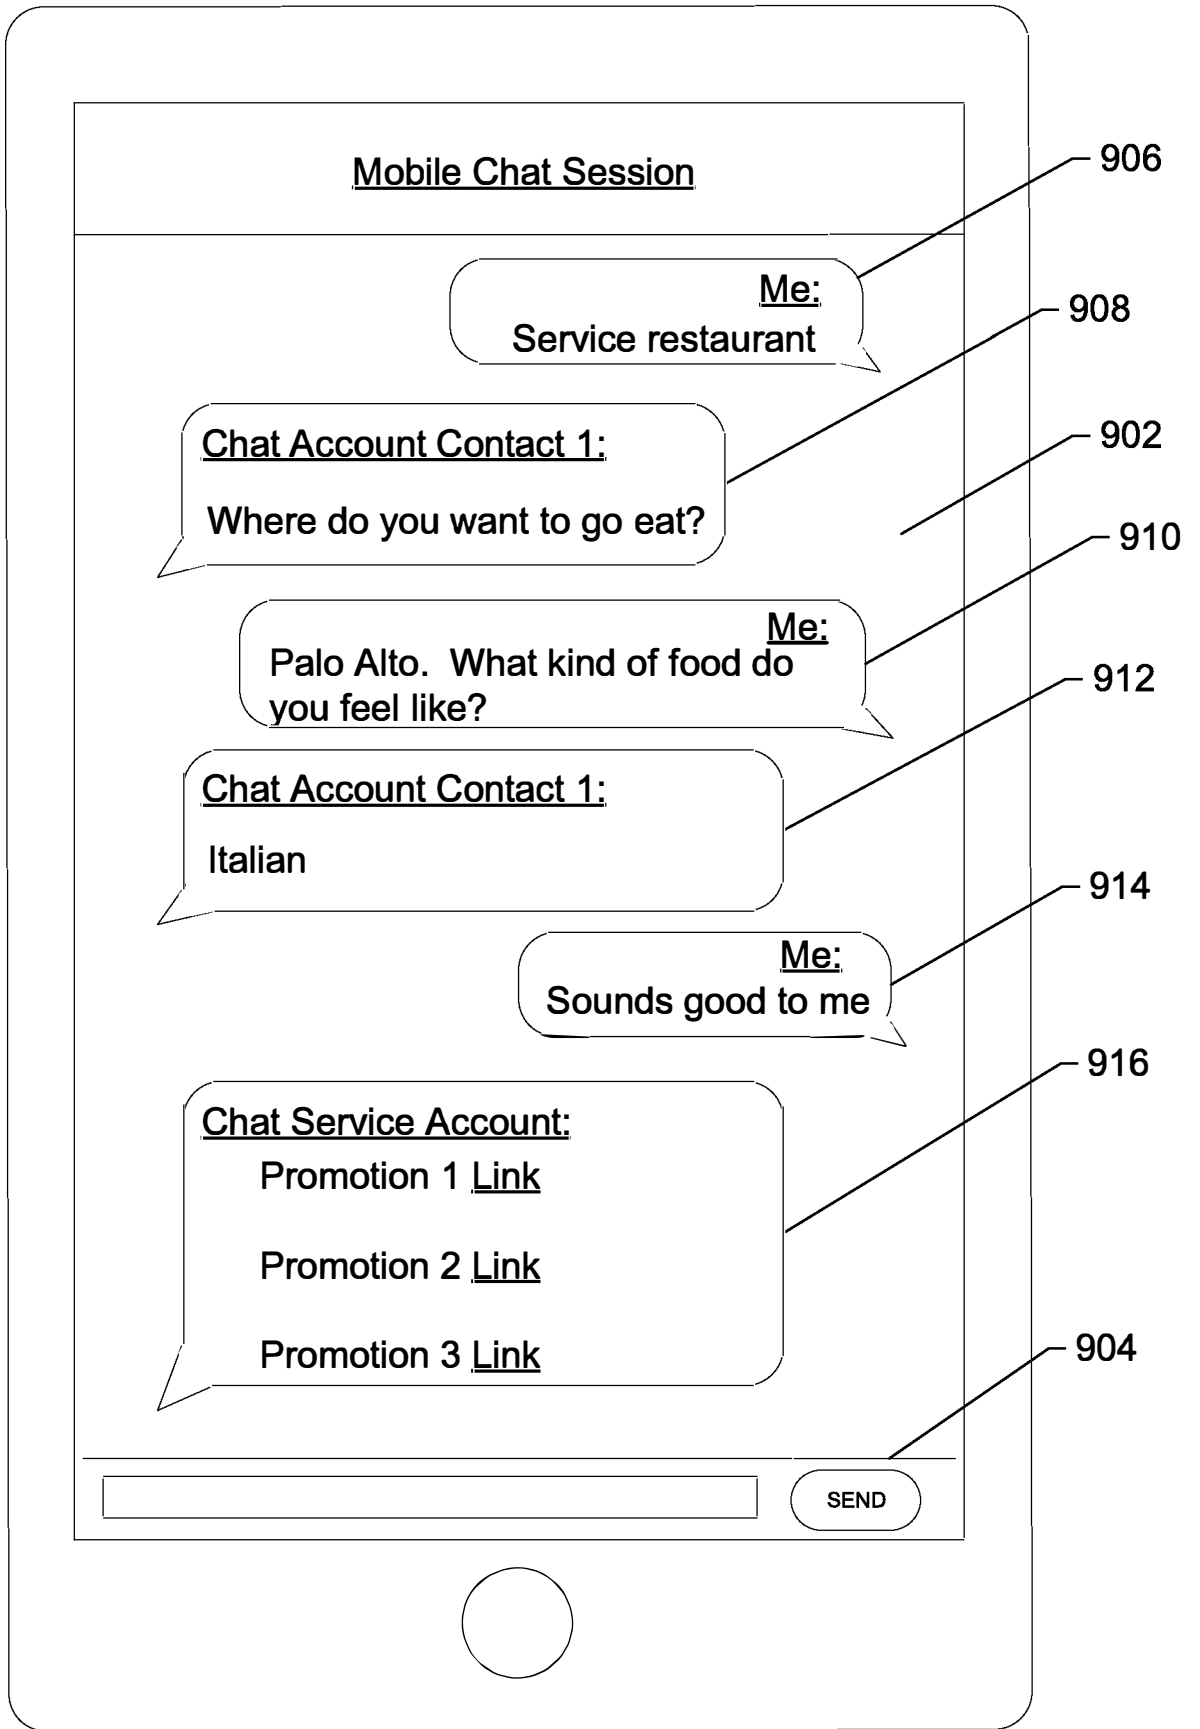 Mobile Chat Session
906
Me:
Service restaurant
908
Chat Account Contact 1:
Where do you want to go eat?
902
910
Me:
Palo Alto.  What kind of food do
you feel like?
912
Chat Account Contact 1:
Italian
914
Me:
Sounds good to me
916
Chat Service Account:
Promotion 1 Link
Promotion 2 Link
Promotion 3 Link
904
SEND